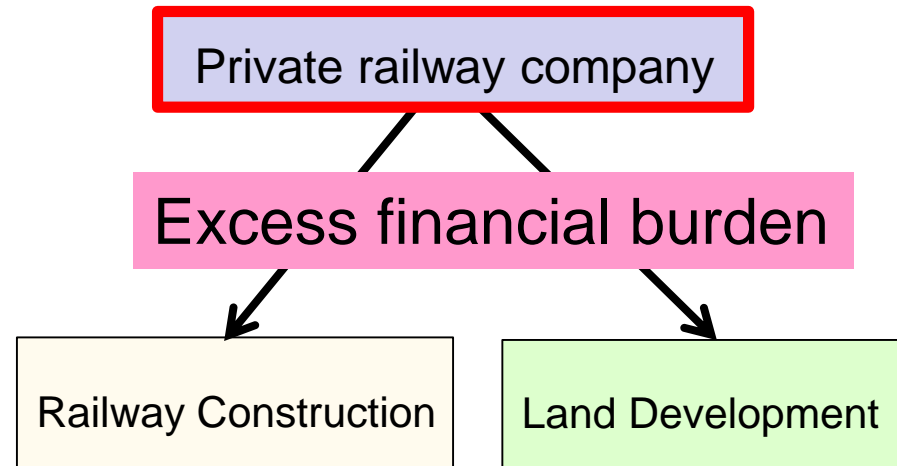 Private railway company
Excess financial burden
Railway Construction
Land Development